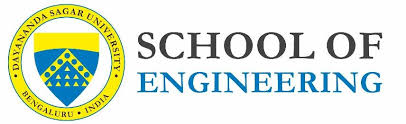 DAYANANDA SAGAR UNIVERSITY
BENGALURU • INDIA
SCHOOL OF
ENGINEERING